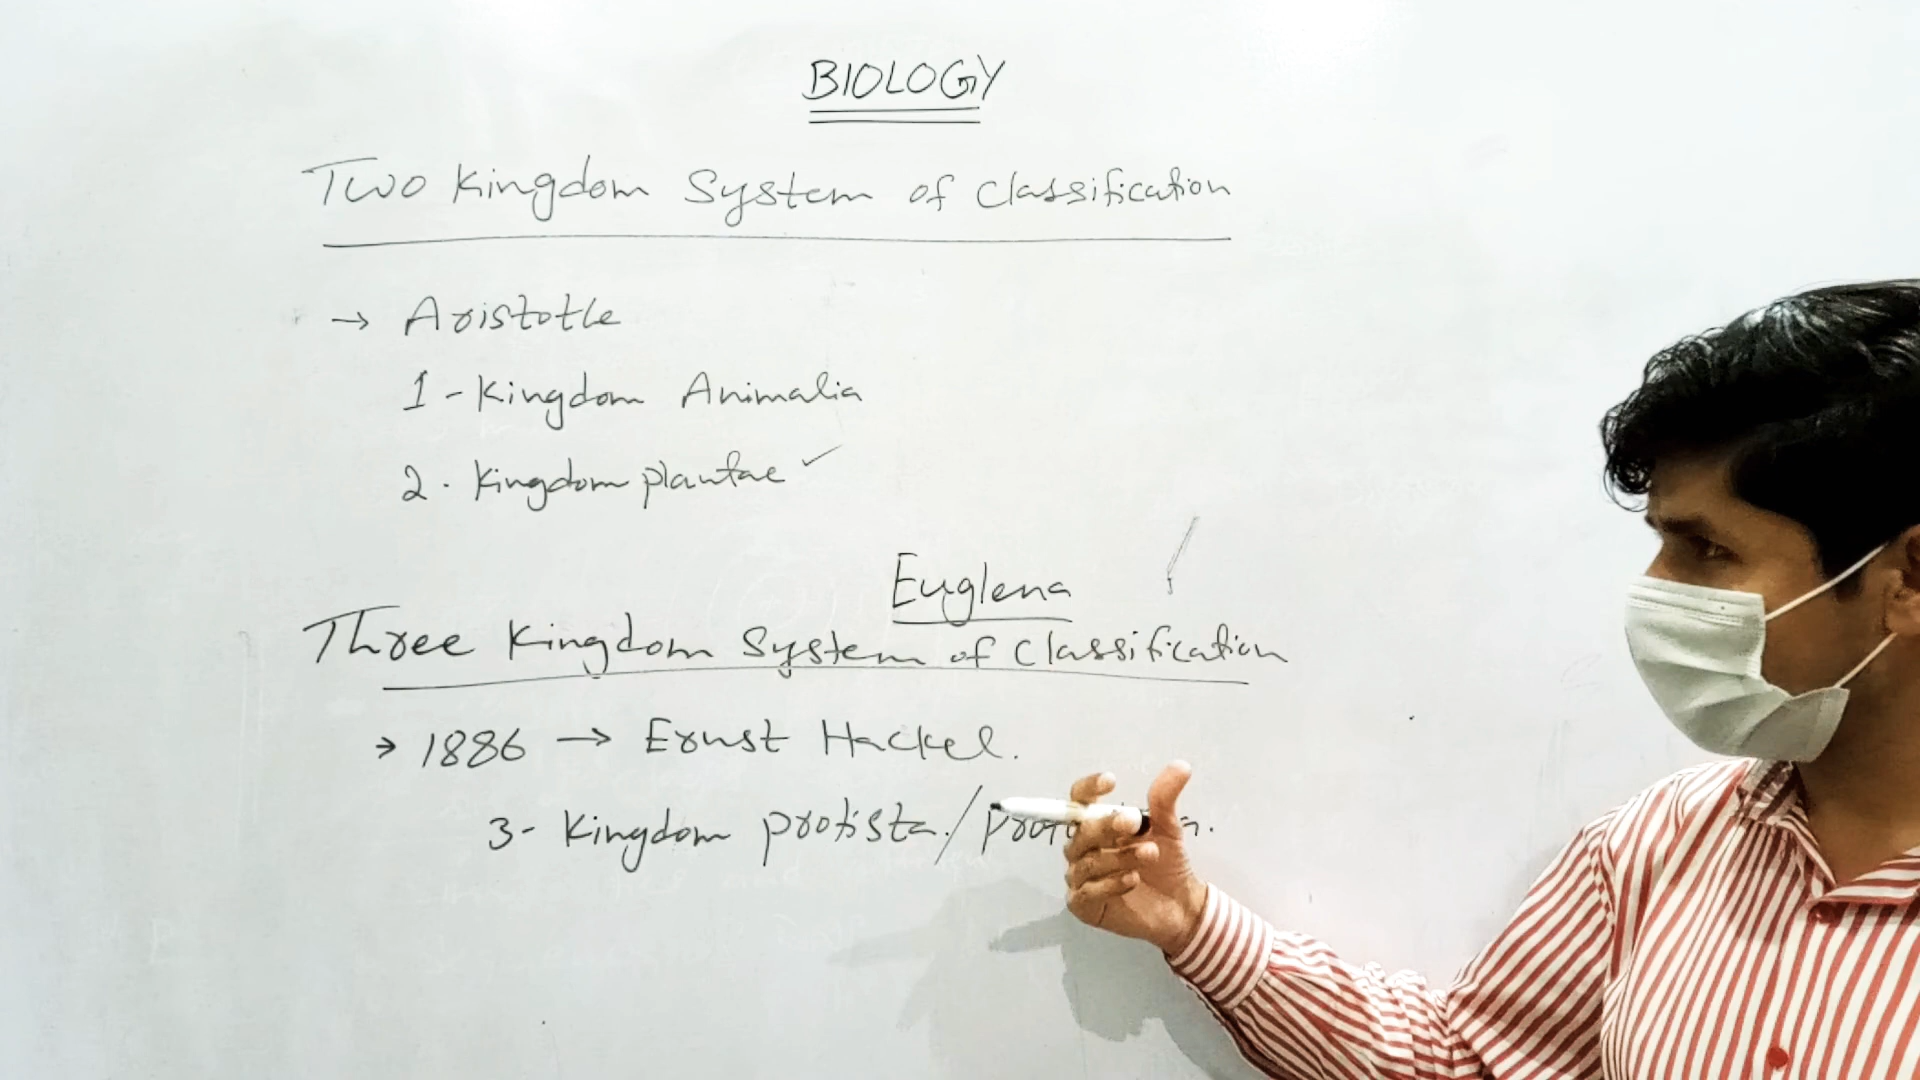 BIOLOGY
Two Kingdom System of Classification
→ Aristotle
1 - Kingdom Animalia
2. Kingdom plantae ✓
Euglena
Three Kingdom System of Classification
→ 1886 → Ernst Hackel.
3- Kingdom protista./